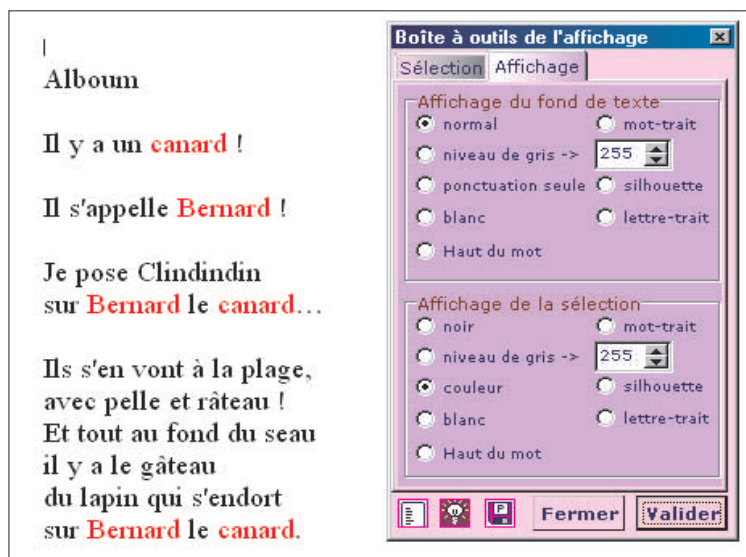 Alboum
Il y a un canard !
Il s'appelle Bernard !
Je pose Clindindin
sur Bernard le canard…
Ils s'en vont à la plage,
avec pelle et râteau !
Et tout au fond du seau
il y a le gâteau
du lapin qui s'endort
sur Bernard le canard.
Boîte à outils de l'affichage
Sélection Affichage
Affichage du fond de texte
normal mot-trait
niveau de gris -> 255
ponctuation seule silhouette
blanc lettre-trait
Haut du mot
Affichage de la sélection
noir mot-trait
niveau de gris -> 255
couleur silhouette
blanc lettre-trait
Haut du mot
P Fermer Valider